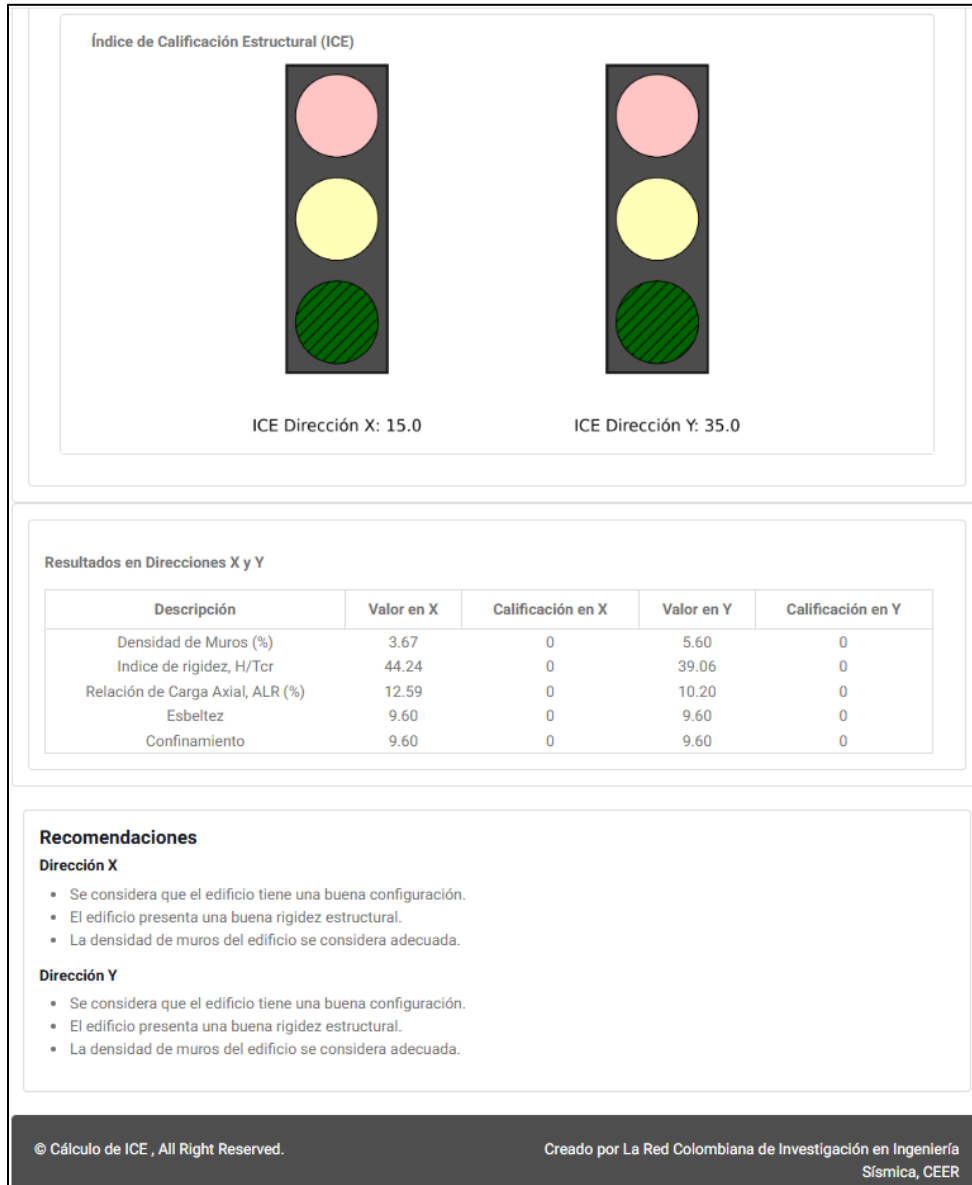 Índice de Calificación Estructural (ICE)
ICE Dirección X: 15.0
ICE Dirección Y: 35.0
Resultados en Direcciones X y Y
Descripción Valor en X Calificación en X Valor en Y Calificación en Y
Densidad de Muros (%) 3.67 0 5.60 0
Indice de rigidez, H/Tcr 44.24 0 39.06 0
Relación de Carga Axial, ALR (%) 12.59 0 10.20 0
Esbeltez 9.60 0 9.60 0
Confinamiento 9.60 0 9.60 0
Recomendaciones
Dirección X
• Se considera que el edificio tiene una buena configuración.
• El edificio presenta una buena rigidez estructural.
• La densidad de muros del edificio se considera adecuada.
Dirección Y
• Se considera que el edificio tiene una buena configuración.
• El edificio presenta una buena rigidez estructural.
• La densidad de muros del edificio se considera adecuada.
© Cálculo de ICE , All Right Reserved.
Creado por La Red Colombiana de Investigación en Ingeniería
Sísmica, CEER